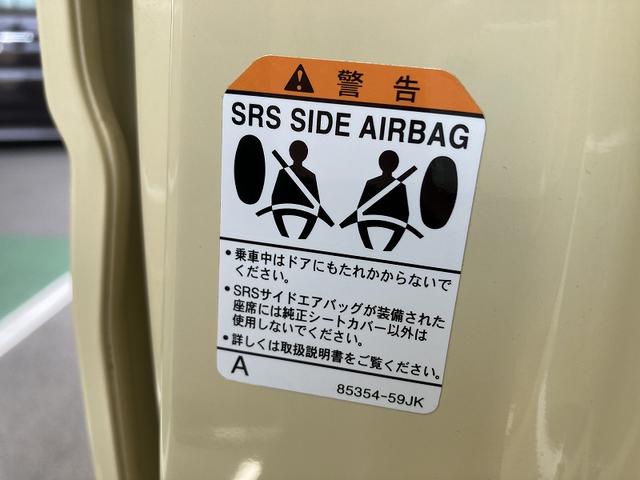 警告
SRS SIDE AIRBAG
・乗車中はドアにもたれかからないで
ください。
・SRSサイドエアバッグが装備された
座席には純正シートカバー以外は
使用しないでください。
・詳しくは取扱説明書をご覧ください。
A
85354-59JK